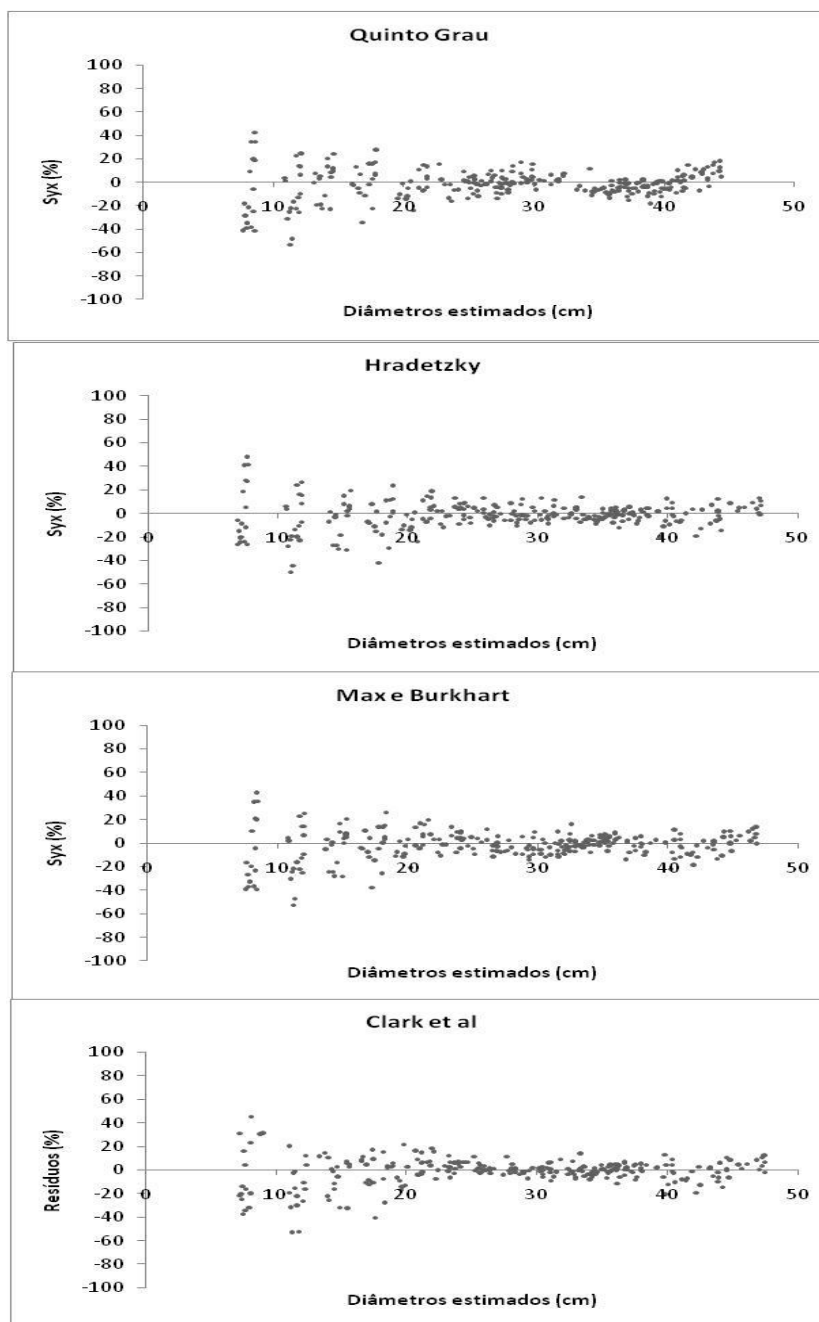 Quinto Grau
100
80
60
40
20
0
-20
-40
-60
-80
-100
0 10 20 30 40 50
Syx (%)
Diâmetros estimados (cm)
Hradetzky
100
80
60
40
20
0
-20
-40
-60
-80
-100
0 10 20 30 40 50
Syx (%)
Diâmetros estimados (cm)
Max e Burkhart
100
80
60
40
20
0
-20
-40
-60
-80
-100
0 10 20 30 40 50
Syx (%)
Diâmetros estimados (cm)
Clark et al
100
80
60
40
20
0
-20
-40
-60
-80
-100
0 10 20 30 40 50
Resíduos (%)
Diâmetros estimados (cm)